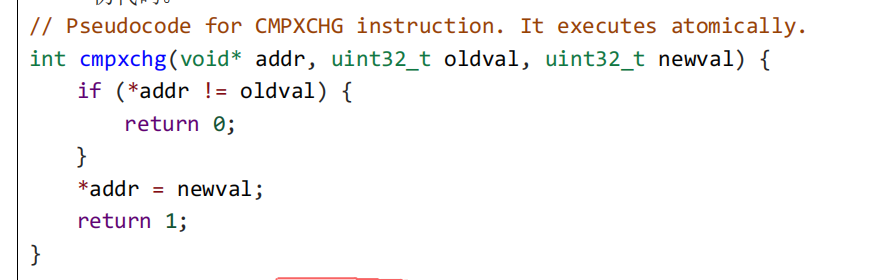 // Pseudocode for CMPXCHG instruction. It executes atomically.
int cmpxchg(void* addr, uint32_t oldval, uint32_t newval) {
    if (*addr != oldval) {
        return 0;
    }
    *addr = newval;
    return 1;
}